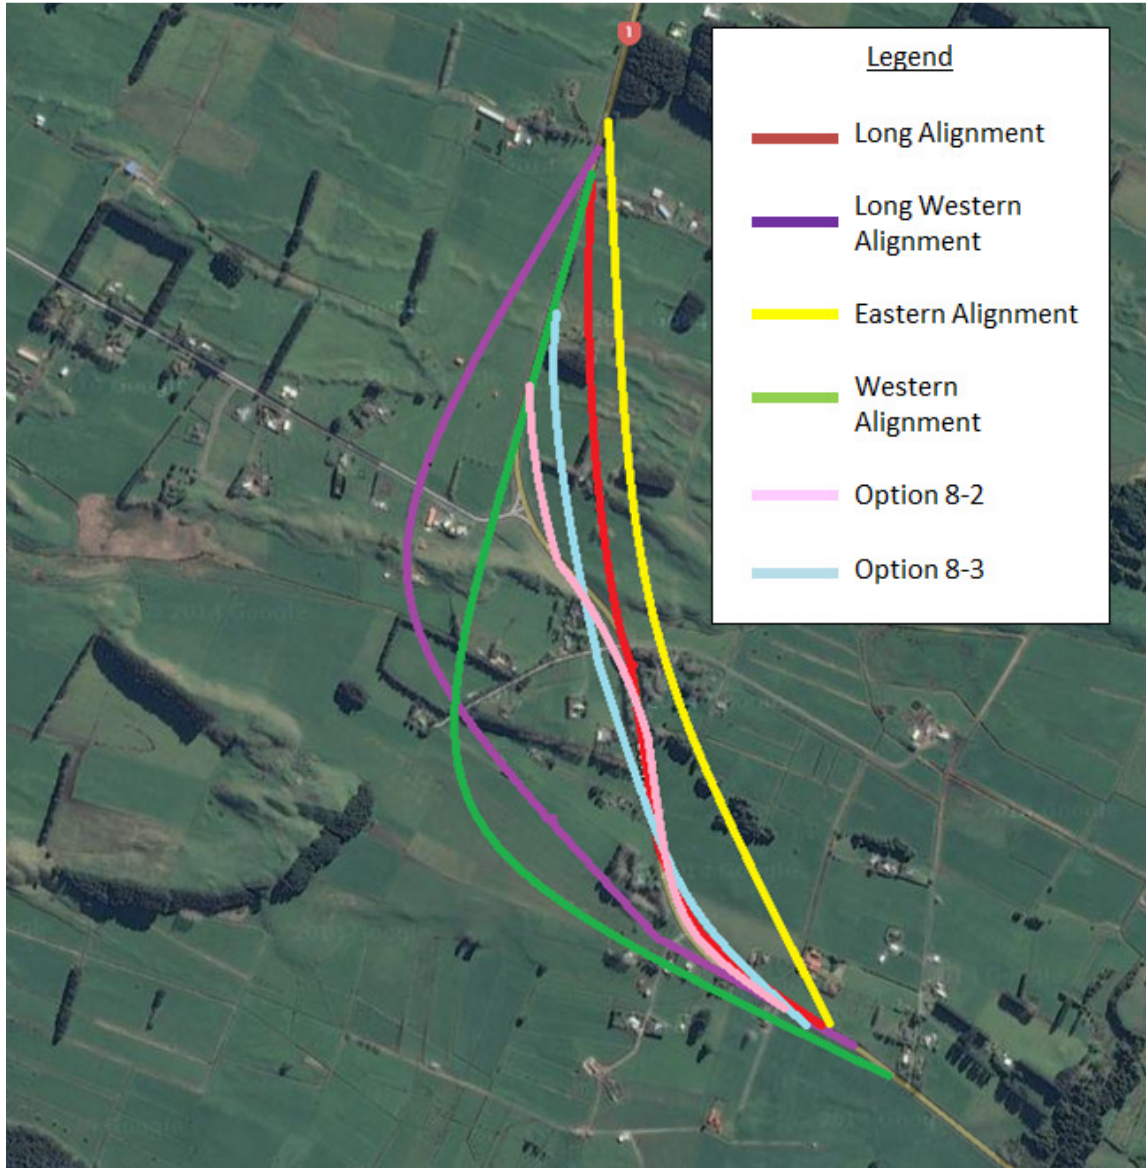 1
Legend
Long Alignment
Long Western
Alignment
Eastern Alignment
Western
Alignment
Option 8-2
Option 8-3